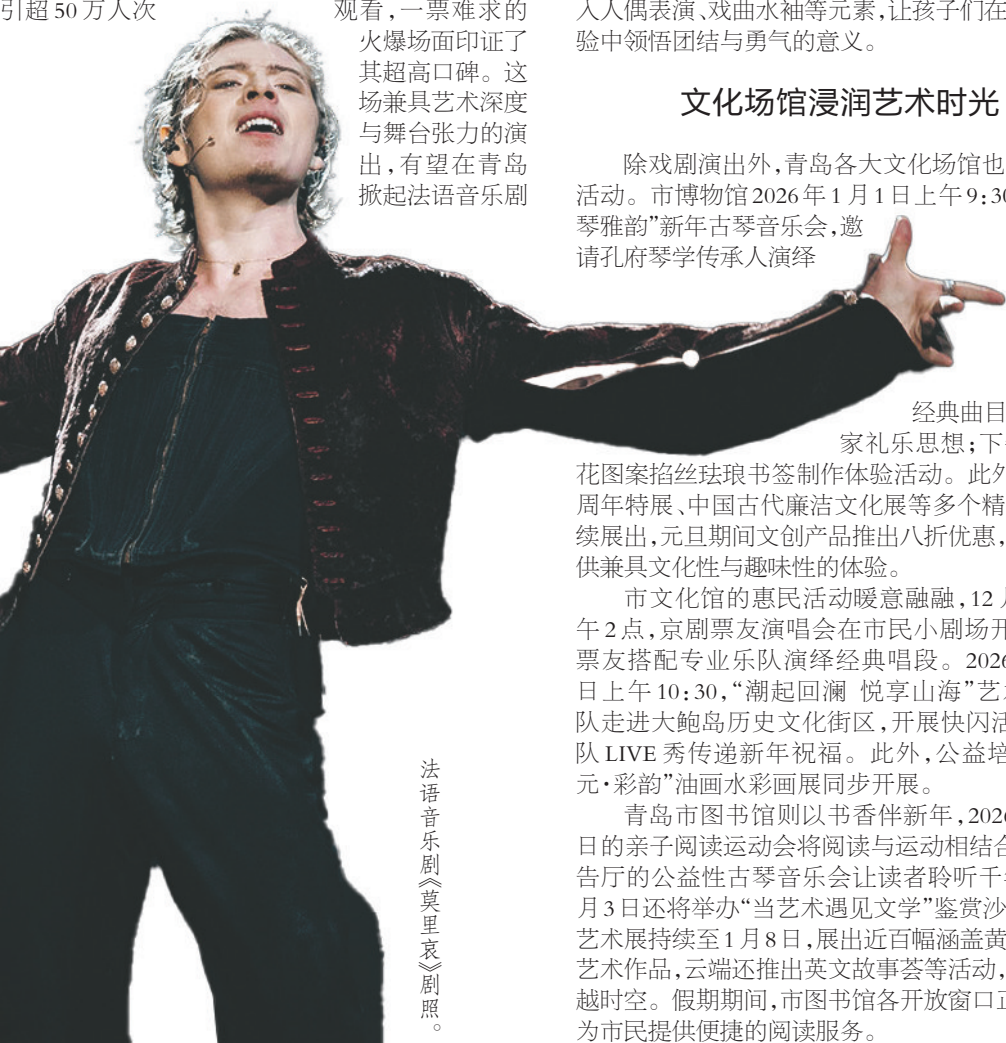 引超50万人次
观看，一票难求的
火爆场面印证了
其超高口碑。这
场兼具艺术深度
与舞台张力的演
出，有望在青岛
掀起法语音乐剧
法语音乐剧《莫里哀》剧照。
入人偶表演、戏曲水袖等元素，让孩子们在
验中领悟团结与勇气的意义。
文化场馆浸润艺术时光
除戏剧演出外，青岛各大文化场馆也
活动。市博物馆2026年1月1日上午9:30
琴雅韵”新年古琴音乐会，邀
请孔府琴学传承人演绎
经典曲目
家礼乐思想；下
花图案掐丝珐琅书签制作体验活动。此外
周年特展、中国古代廉洁文化展等多个精
续展出，元旦期间文创产品推出八折优惠，
供兼具文化性与趣味性的体验。
市文化馆的惠民活动暖意融融，12月
午2点，京剧票友演唱会在市民小剧场开
票友搭配专业乐队演绎经典唱段。2026
日上午10:30，“潮起回澜 悦享山海”艺
队走进大鲍岛历史文化街区，开展快闪活
队LIVE秀传递新年祝福。此外，公益培
元·彩韵”油画水彩画展同步开展。
青岛市图书馆则以书香伴新年，2026
日的亲子阅读运动会将阅读与运动相结合
告厅的公益性古琴音乐会让读者聆听千
月3日还将举办“当艺术遇见文学”鉴赏沙
艺术展持续至1月8日，展出近百幅涵盖黄
艺术作品，云端还推出英文故事荟等活动，
越时空。假期期间，市图书馆各开放窗口正
为市民提供便捷的阅读服务。